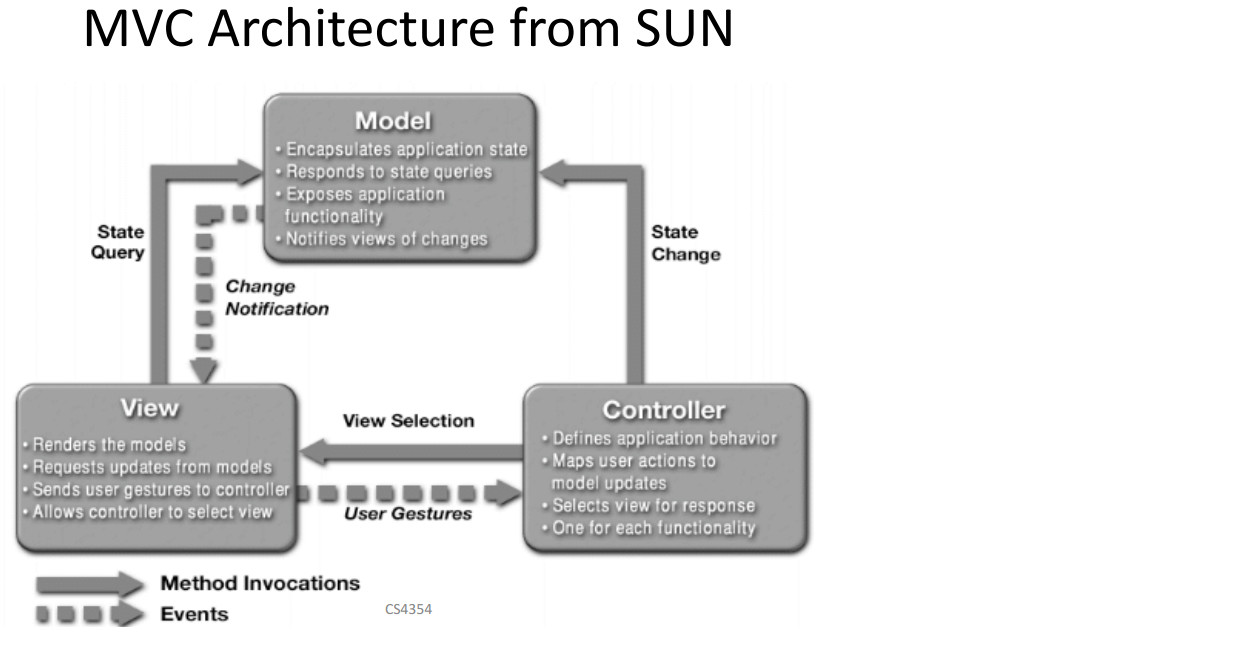 MVC Architecture from SUN
Model
• Encapsulates application state
• Responds to state queries
• Exposes application
functionality
• Notifies views of changes
State
Query
Change
Notification
State
Change
View
• Renders the models
• Requests updates from models
• Sends user gestures to controller
• Allows controller to select view
View Selection
User Gestures
Controller
• Defines application behavior
• Maps user actions to
model updates
• Selects view for response
• One for each functionality
Method Invocations
Events
CS4354